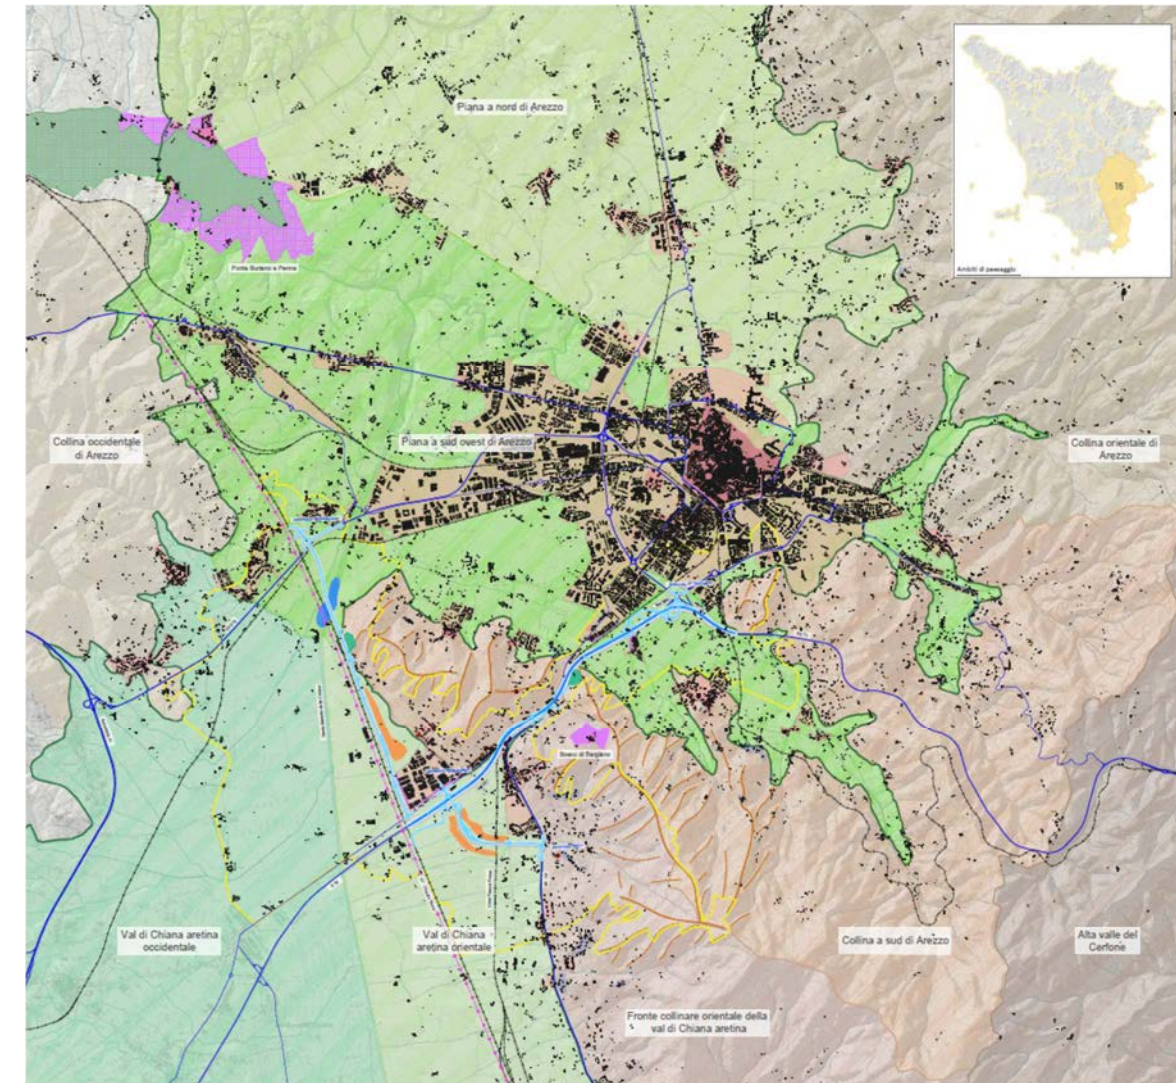 Piana a nord di Arezzo
15
Ambiti di paesaggio
Ponte Buriano e Penna
Collina occidentale
di Arezzo
Piana a sud ovest di Arezzo
Collina orientale di
Arezzo
Bosco di Sargiano
Val di Chiana aretina
occidentale
Val di Chiana
aretina orientale
Collina a sud di Arezzo
Alta valle del
Cerfone
Fronte collinare orientale della
val di Chiana aretina